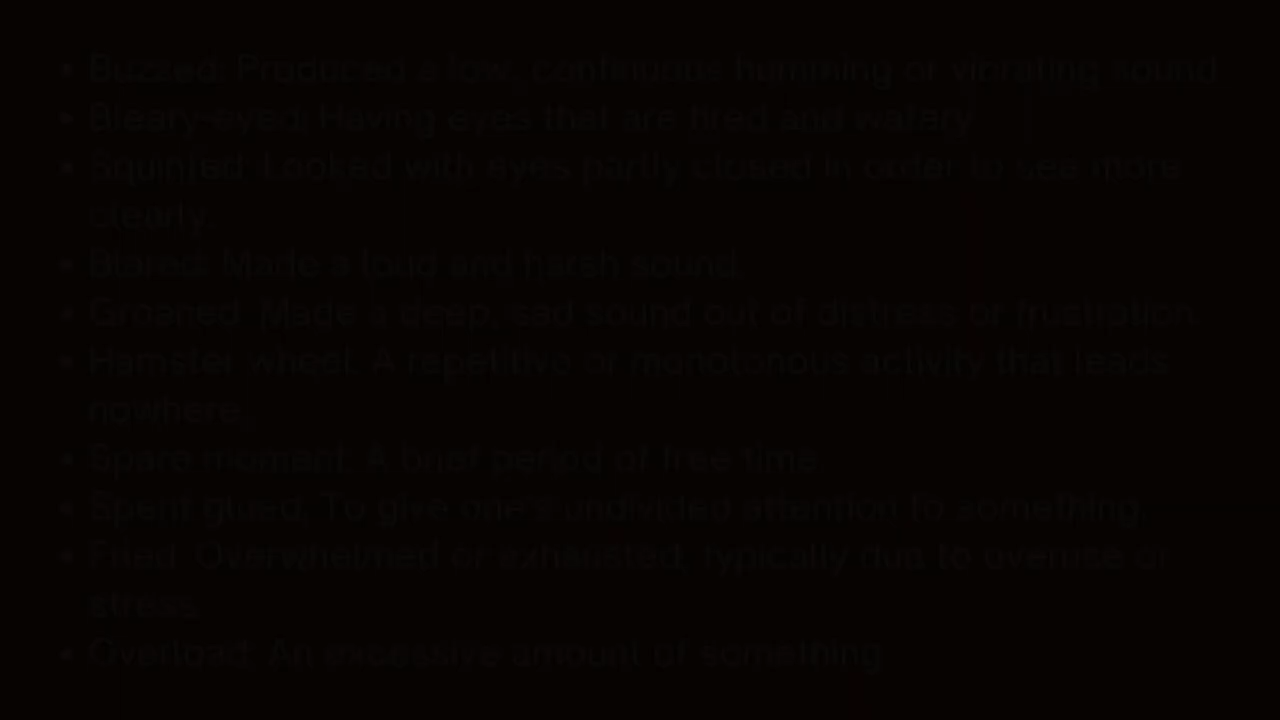 • Buzzed: Produced a low, continuous humming or vibrating sound
• Bleary-eyed: Having eyes that are tired and watery
• Squinted: Looked with eyes partly closed in order to see more
clearly.
• Blared: Made a loud and harsh sound
• Groaned: Made a deep, sad sound out of distress or frustration.
• Hamster wheel: A repetitive or monotonous activity that leads
nowhere.
• Spare moment: A brief period of free time
• Spent glued: To give one's undivided attention to something.
• Fried: Overwhelmed or exhausted, typically due to overuse or
stress.
• Overload: An excessive amount of something